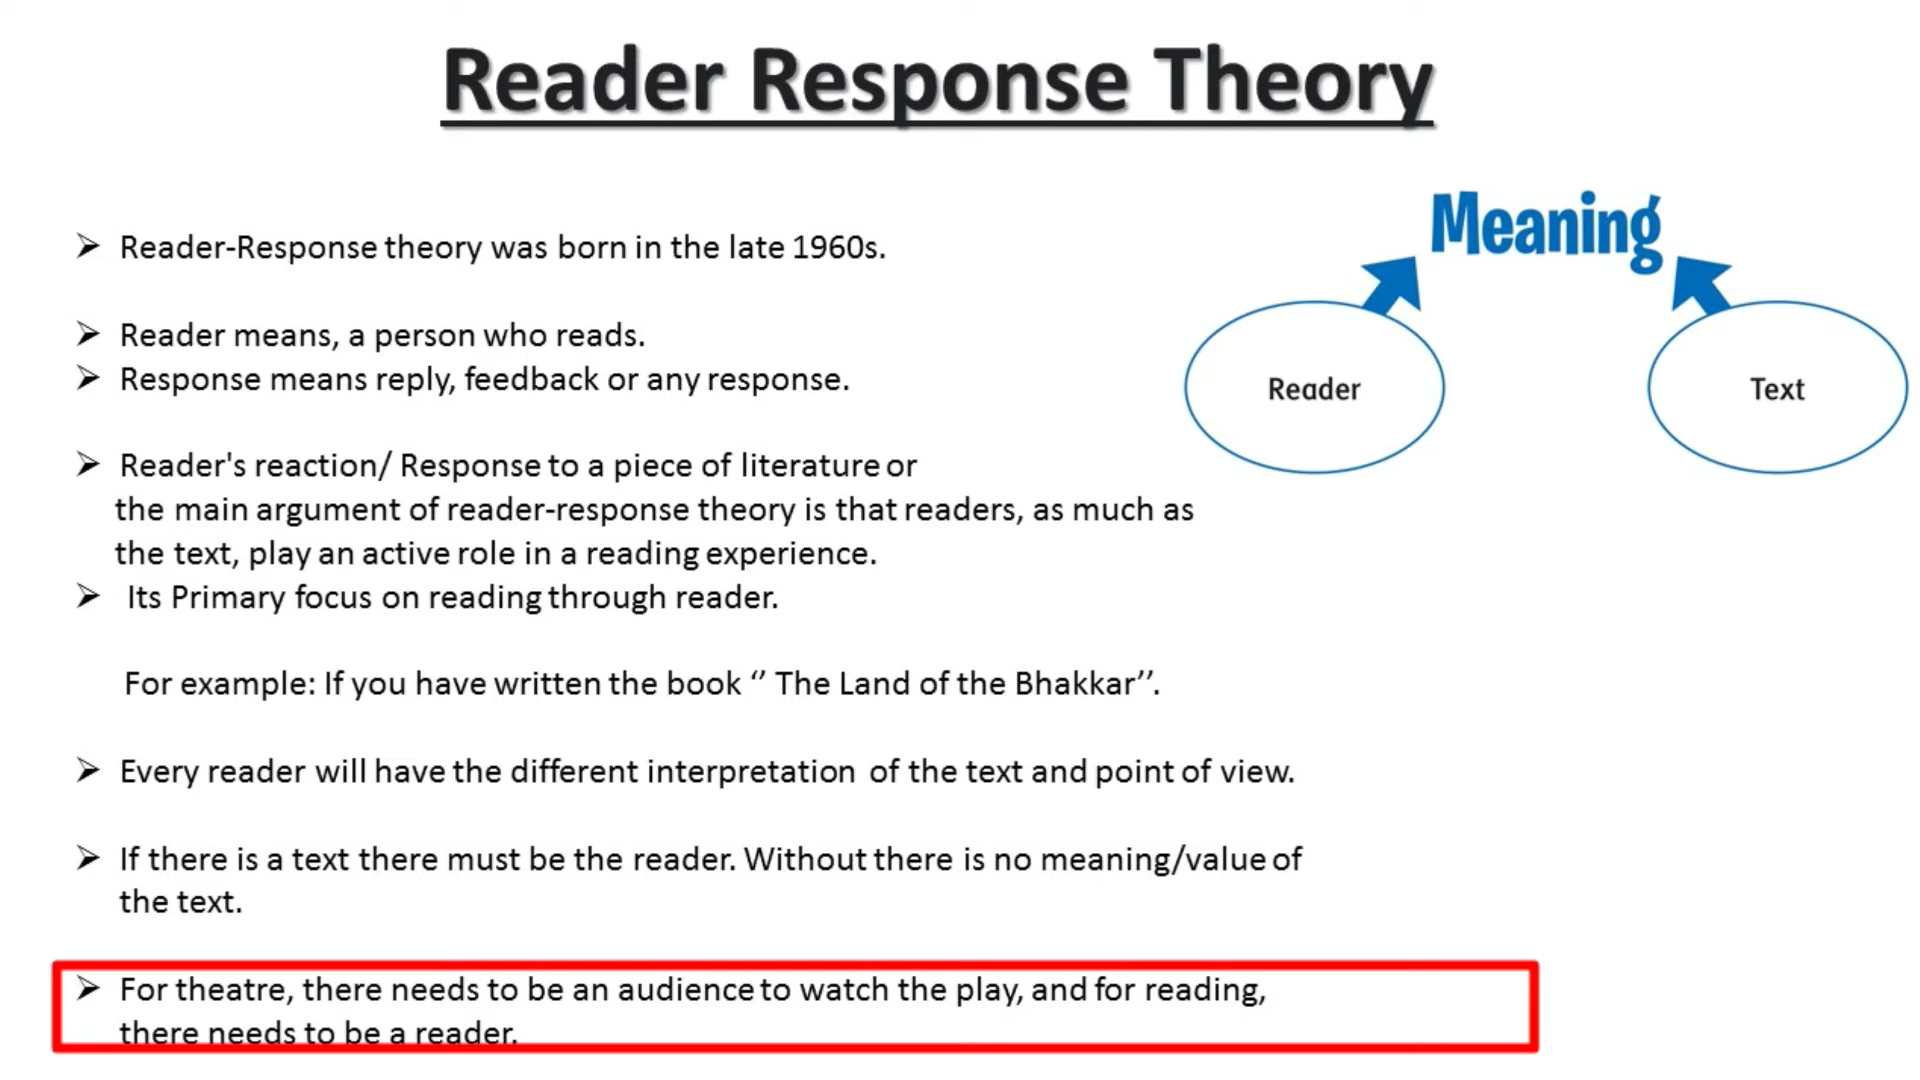 Reader Response Theory
Meaning
Reader
Text
➢ Reader-Response theory was born in the late 1960s.
➢ Reader means, a person who reads.
➢ Response means reply, feedback or any response.
➢ Reader's reaction/ Response to a piece of literature or
the main argument of reader-response theory is that readers, as much as
the text, play an active role in a reading experience.
➢ Its Primary focus on reading through reader.
For example: If you have written the book ‘’ The Land of the Bhakkar’’.
➢ Every reader will have the different interpretation of the text and point of view.
➢ If there is a text there must be the reader. Without there is no meaning/value of
the text.
➢ For theatre, there needs to be an audience to watch the play, and for reading,
there needs to be a reader.